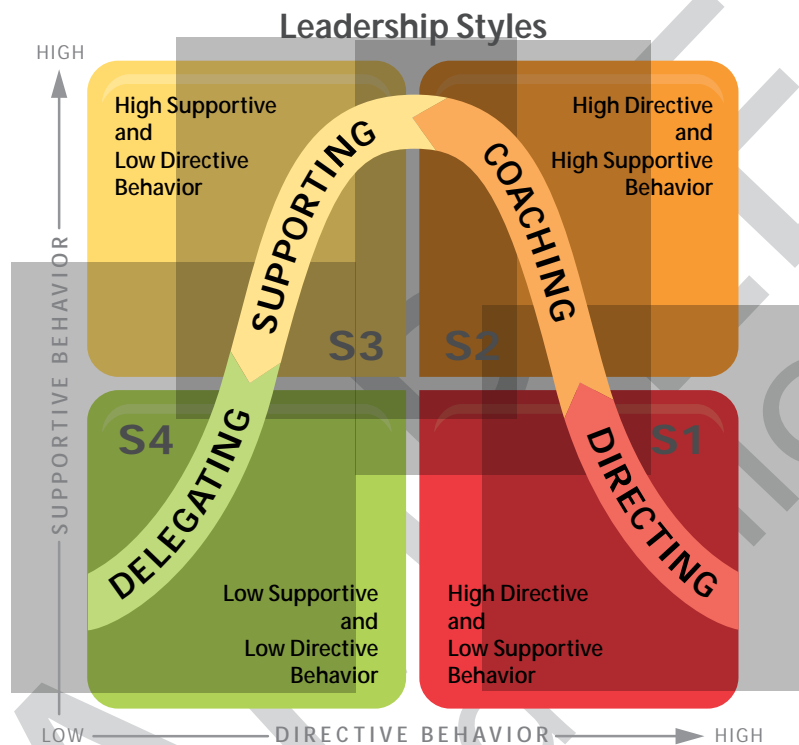 Leadership Styles
HIGH
High Supportive
and
Low Directive
Behavior
High Directive
and
High Supportive
Behavior
SUPPORTING
COACHING
S3
S2
S4
S1
DELEGATING
DIRECTING
Low Supportive
and
Low Directive
Behavior
High Directive
and
Low Supportive
Behavior
SUPPORTIVE BEHAVIOR
LOW
DIRECTIVE BEHAVIOR
HIGH